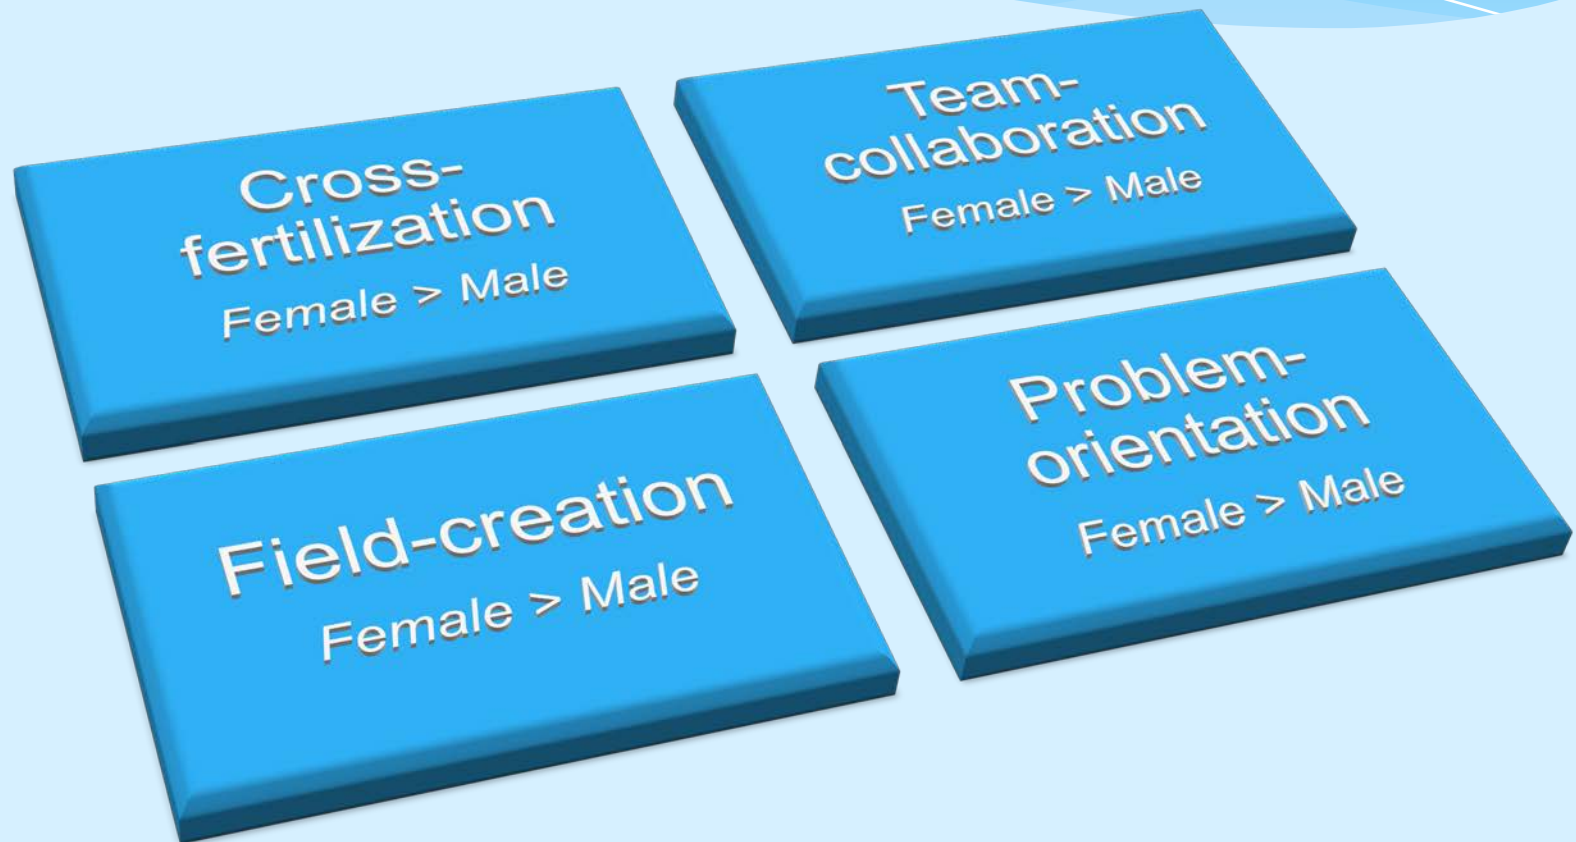 Cross-
fertilization
Female > Male
Team-
collaboration
Female > Male
Field-creation
Female > Male
Problem-
orientation
Female > Male